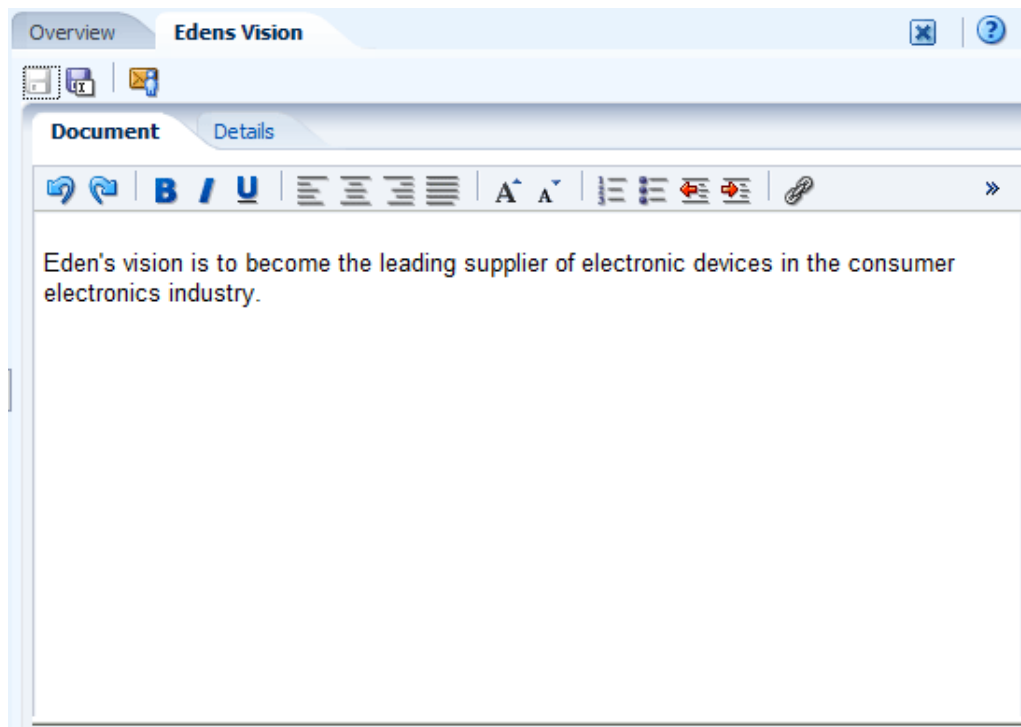 Overview Edens Vision
Document Details
B I U A A
Eden's vision is to become the leading supplier of electronic devices in the consumer
electronics industry.